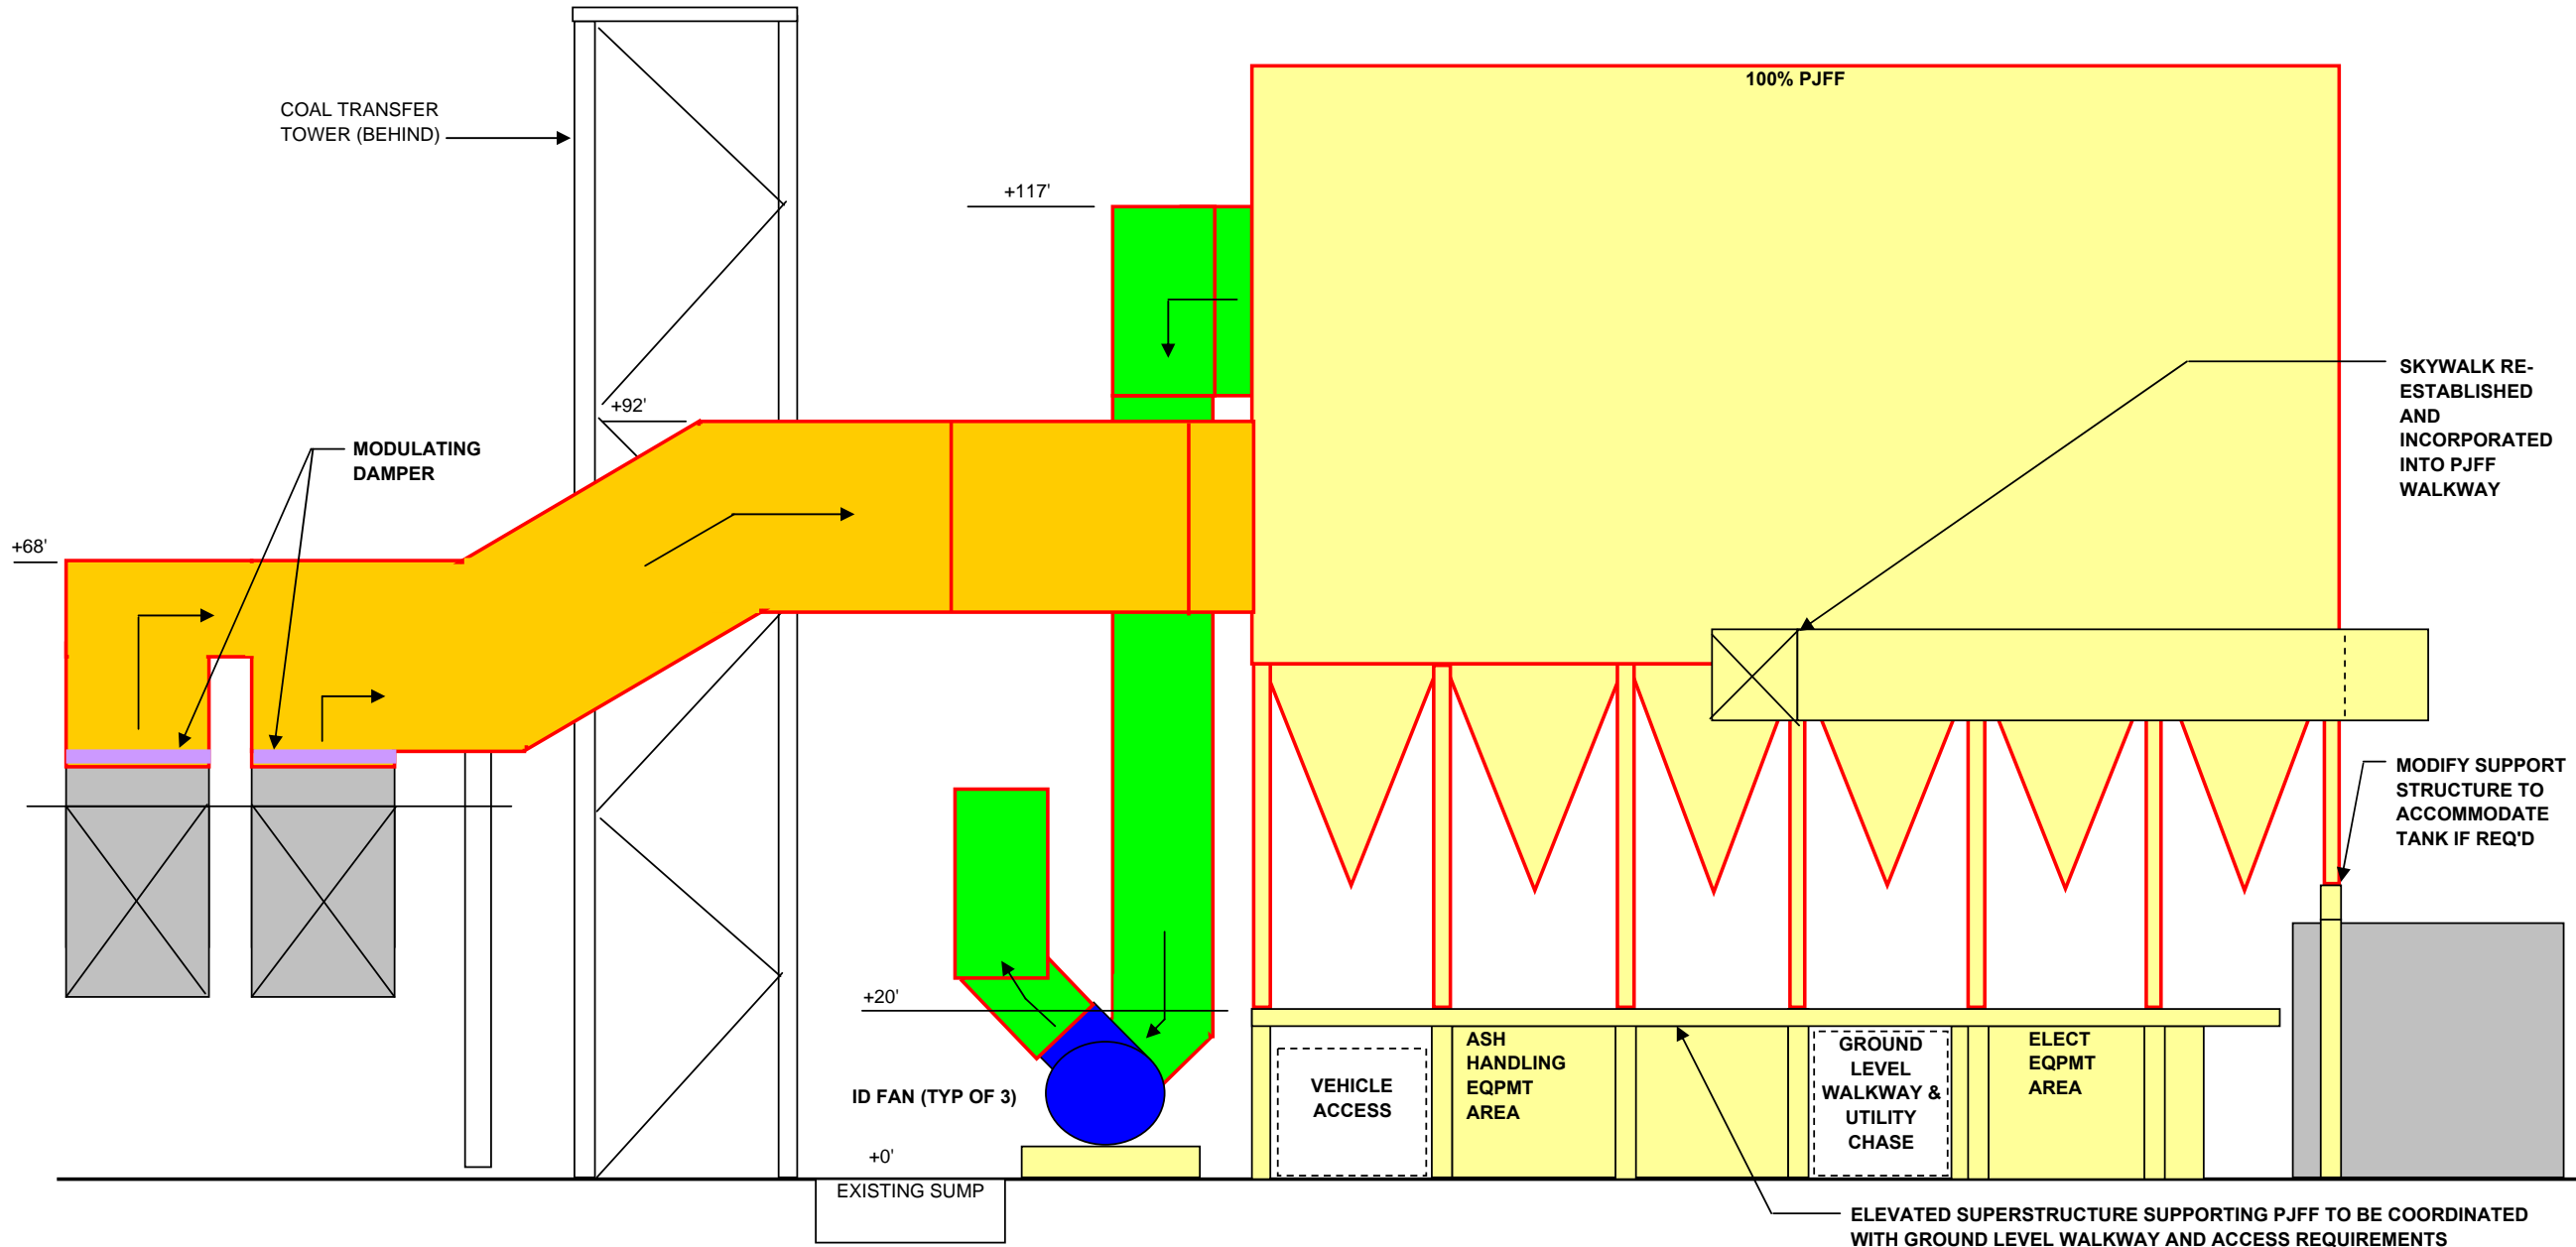 100% PJFF
COAL TRANSFER
TOWER (BEHIND)
+117'
SKYWALK RE-
ESTABLISHED
AND
INCORPORATED
INTO PJFF
WALKWAY
+92'
MODULATING
DAMPER
+68'
MODIFY SUPPORT
STRUCTURE TO
ACCOMMODATE
TANK IF REQ'D
+20'
ID FAN (TYP OF 3)
VEHICLE
ACCESS
ASH
HANDLING
EQPMT
AREA
GROUND
LEVEL
WALKWAY &
UTILITY
CHASE
ELECT
EQPMT
AREA
+0'
EXISTING SUMP
ELEVATED SUPERSTRUCTURE SUPPORTING PJFF TO BE COORDINATED
WITH GROUND LEVEL WALKWAY AND ACCESS REQUIREMENTS